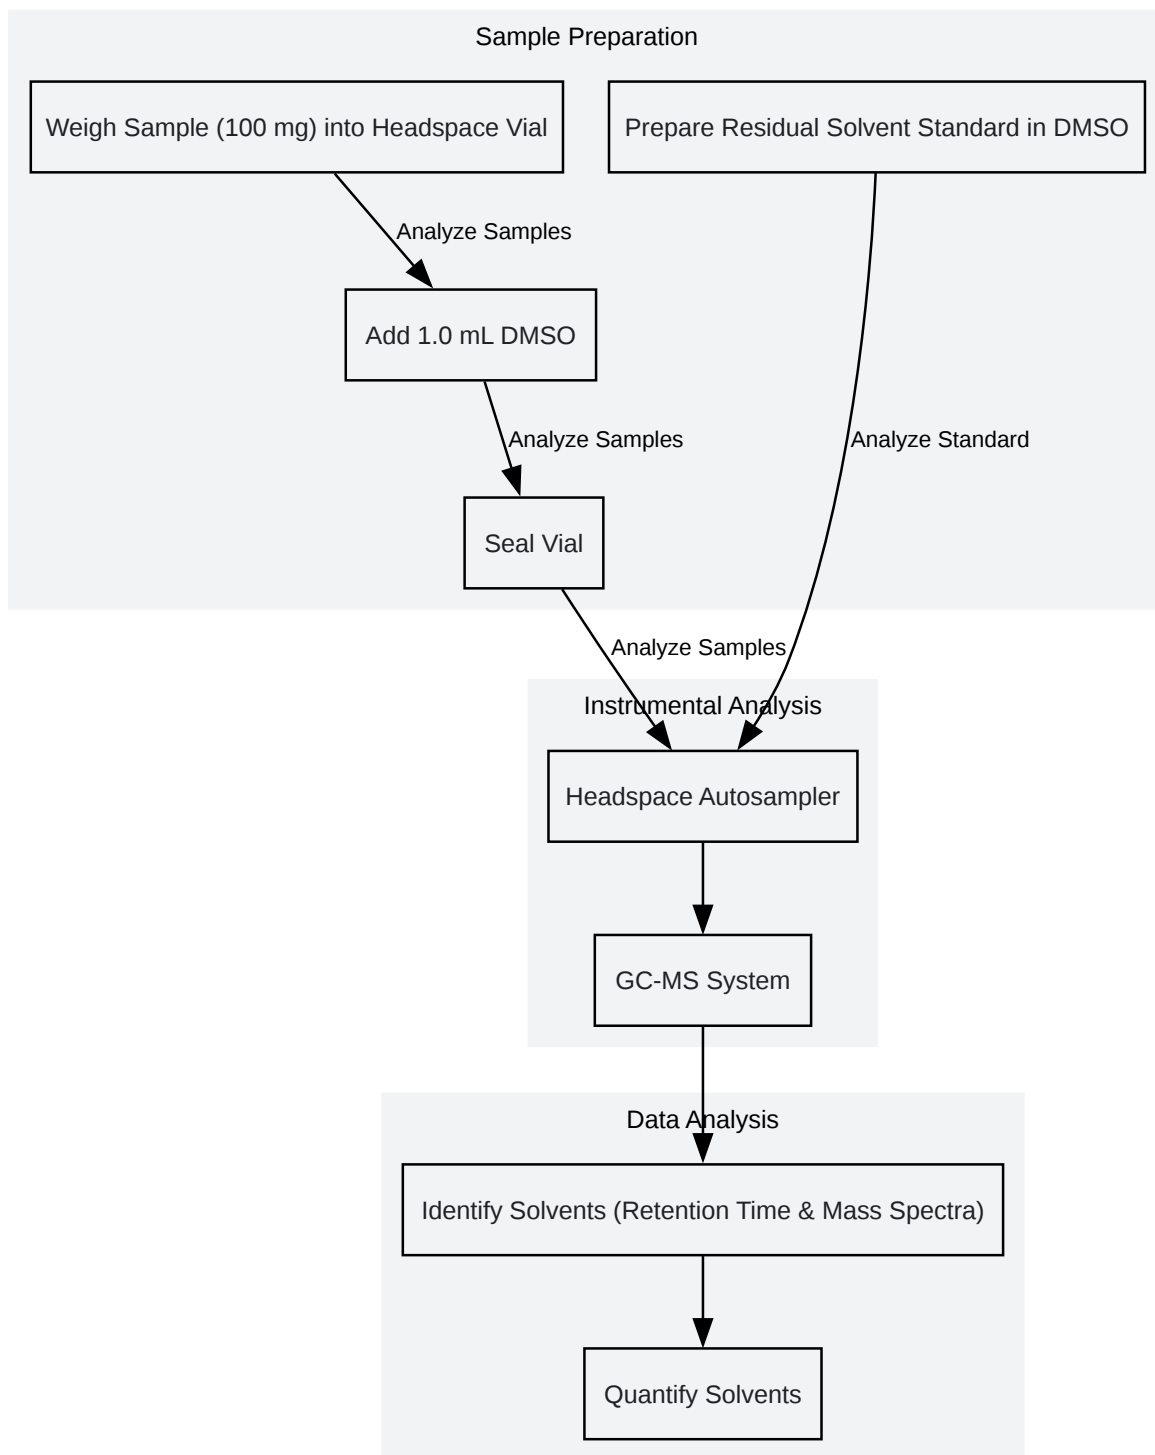 Sample Preparation
Weigh Sample (100 mg) into Headspace Vial
Prepare Residual Solvent Standard in DMSO
Analyze Samples
Add 1.0 mL DMSO
Analyze Samples
Analyze Standard
Seal Vial
Analyze Samples
Instrumental Analysis
Headspace Autosampler
GC-MS System
Data Analysis
Identify Solvents (Retention Time & Mass Spectra)
Quantify Solvents